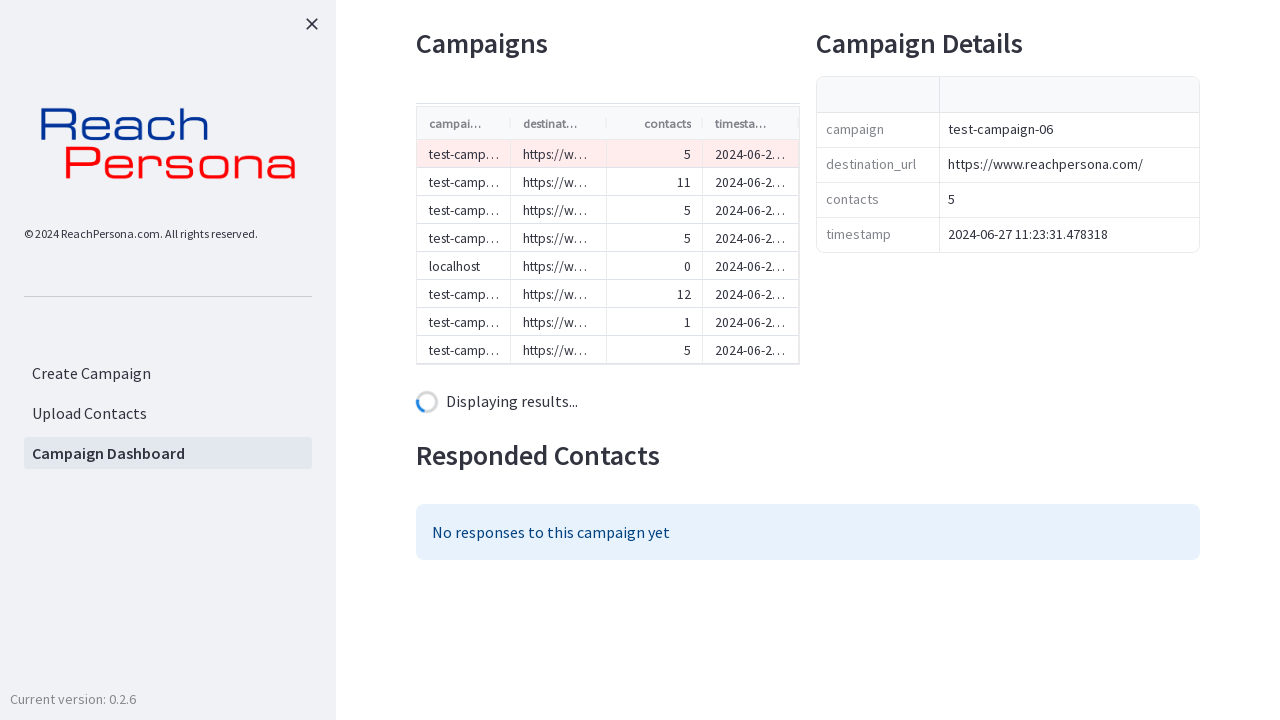 Reach
Persona
© 2024 ReachPersona.com. All rights reserved.
Create Campaign
Upload Contacts
Campaign Dashboard
Current version: 0.2.6
Campaigns
campai… destinat… contacts timesta…
test-camp… https://w… 5 2024-06-2…
test-camp… https://w… 11 2024-06-2…
test-camp… https://w… 5 2024-06-2…
test-camp… https://w… 5 2024-06-2…
localhost https://w… 0 2024-06-2…
test-camp… https://w… 12 2024-06-2…
test-camp… https://w… 1 2024-06-2…
test-camp… https://w… 5 2024-06-2…
Campaign Details
campaign test-campaign-06
destination_url https://www.reachpersona.com/
contacts 5
timestamp 2024-06-27 11:23:31.478318
Displaying results...
Responded Contacts
No responses to this campaign yet